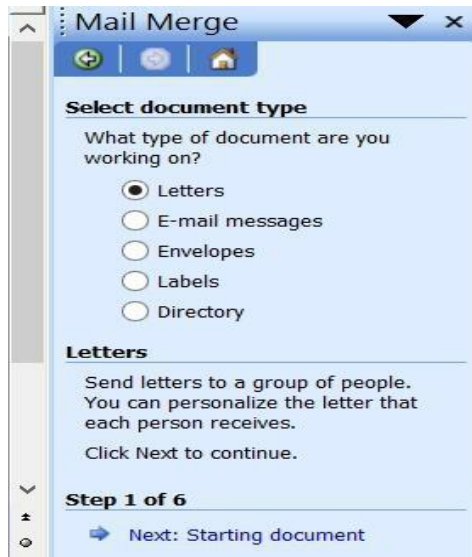 Mail Merge
Select document type
What type of document are you
working on?
Letters
E-mail messages
Envelopes
Labels
Directory
Letters
Send letters to a group of people.
You can personalize the letter that
each person receives.
Click Next to continue.
Step 1 of 6
Next: Starting document